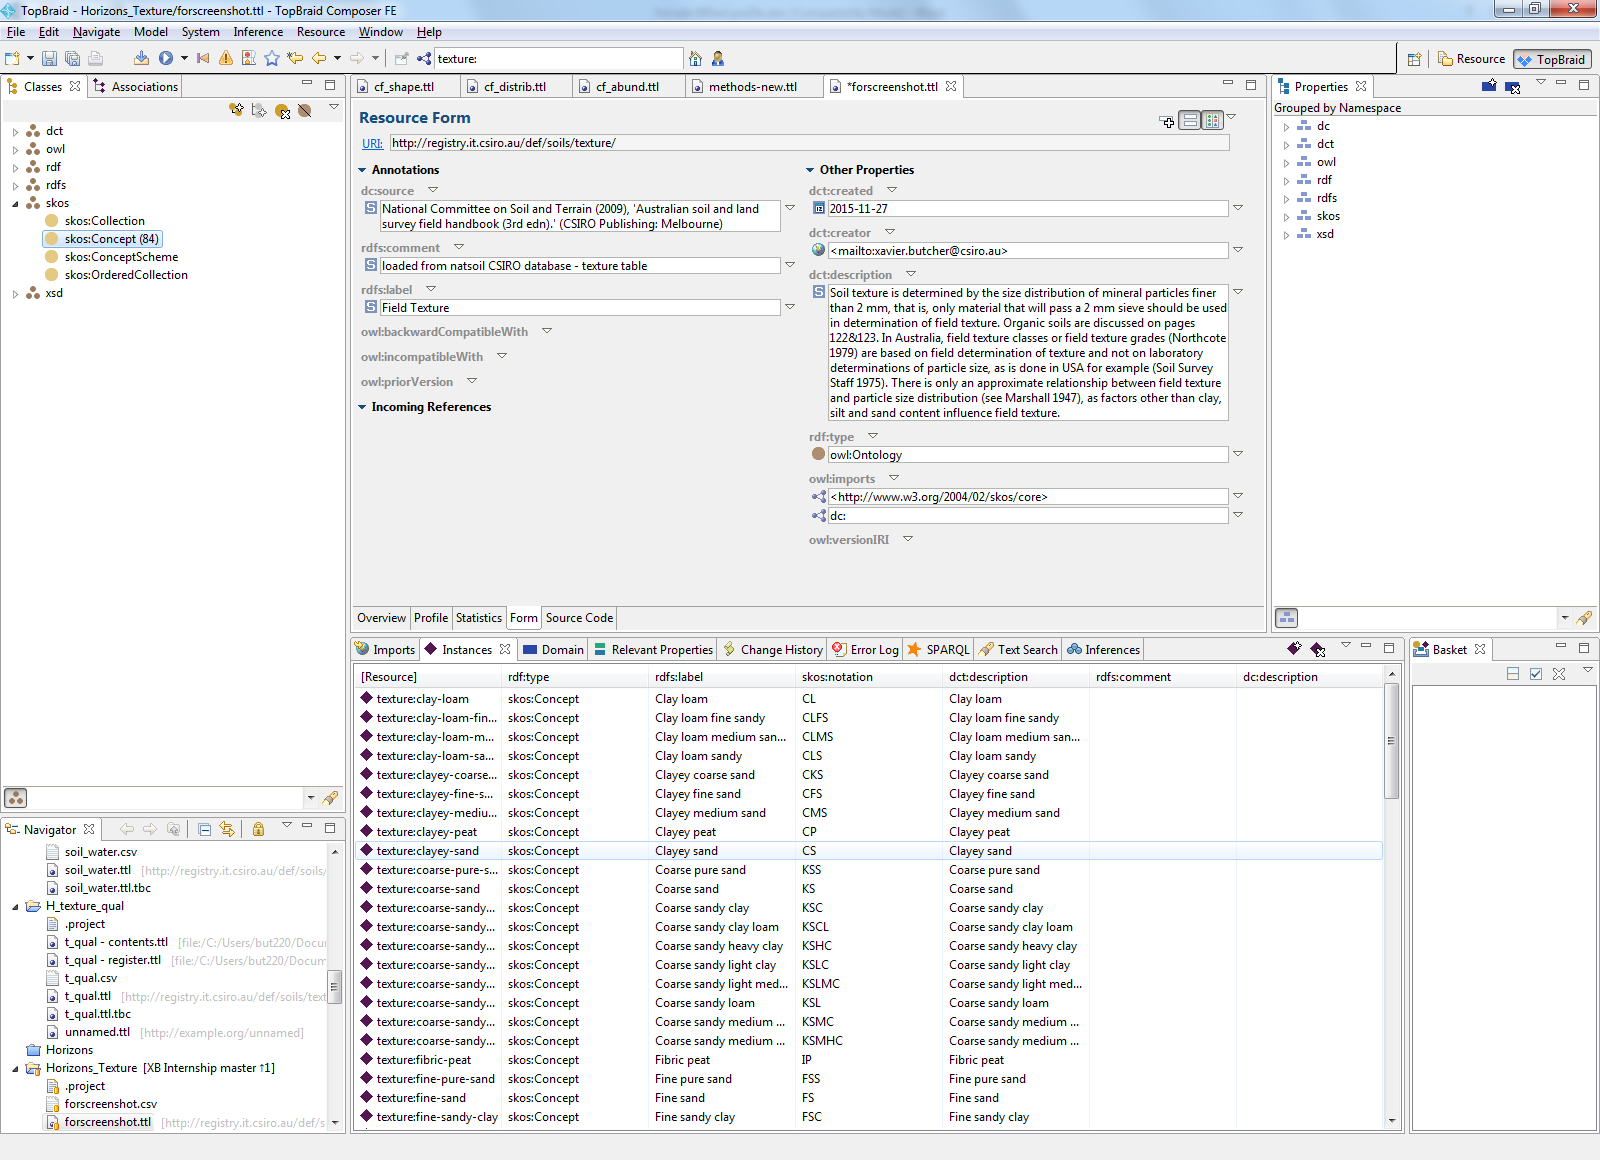 TopBraid - Horizons_Texture/forscreenshot.ttl - TopBraid Composer FE
File Edit Navigate Model System Inference Resource Window Help
texture:
Resource TopBraid
Classes Associations
dct
owl
rdf
rdfs
skos
skos:Collection
skos:Concept (84)
skos:ConceptScheme
skos:OrderedCollection
xsd
Navigator
soil_water.csv
soil_water.ttl [http://registry.it.csiro.au/def/soils/
soil_water.ttl.tbc
H_texture_qual
.project
t_qual - contents.ttl [file:/C:/Users/but220/Docu
t_qual - register.ttl [file:/C:/Users/but220/Docum
t_qual.csv
t_qual.ttl [http://registry.it.csiro.au/def/soils/text
t_qual.ttl.tbc
unnamed.ttl [http://example.org/unnamed]
Horizons
Horizons_Texture [XB Internship master ↑1]
.project
forscreenshot.csv
forscreenshot.ttl [http://registry.it.csiro.au/def/s
cf_shape.ttl cf_distrib.ttl cf_abund.ttl methods-new.ttl *forscreenshot.ttl
Resource Form
URI: http://registry.it.csiro.au/def/soils/texture/
Annotations
dc:source
National Committee on Soil and Terrain (2009), 'Australian soil and land
survey field handbook (3rd edn).' (CSIRO Publishing: Melbourne)
rdfs:comment
loaded from natsoil CSIRO database - texture table
rdfs:label
Field Texture
owl:backwardCompatibleWith
owl:incompatibleWith
owl:priorVersion
Incoming References
Other Properties
dct:created
2015-11-27
dct:creator
<mailto:xavier.butcher@csiro.au>
dct:description
Soil texture is determined by the size distribution of mineral particles finer
than 2 mm, that is, only material that will pass a 2 mm sieve should be used
in determination of field texture. Organic soils are discussed on pages
122&123. In Australia, field texture classes or field texture grades (Northcote
1979) are based on field determination of texture and not on laboratory
determinations of particle size, as is done in USA for example (Soil Survey
Staff 1975). There is only an approximate relationship between field texture
and particle size distribution (see Marshall 1947), as factors other than clay,
silt and sand content influence field texture.
rdf:type
owl:Ontology
owl:imports
<http://www.w3.org/2004/02/skos/core>
dc:
owl:versionIRI
Overview Profile Statistics Form Source Code
Properties
Grouped by Namespace
dc
dct
owl
rdf
rdfs
skos
xsd
Imports Instances Domain Relevant Properties Change History Error Log SPARQL Text Search Inferences
[Resource] rdf:type rdfs:label skos:notation dct:description rdfs:comment dc:description
texture:clay-loam skos:Concept Clay loam CL Clay loam
texture:clay-loam-fin... skos:Concept Clay loam fine sandy CLFS Clay loam fine sandy
texture:clay-loam-m... skos:Concept Clay loam medium san... CLMS Clay loam medium san...
texture:clay-loam-sa... skos:Concept Clay loam sandy CLS Clay loam sandy
texture:clayey-coarse... skos:Concept Clayey coarse sand CKS Clayey coarse sand
texture:clayey-fine-s... skos:Concept Clayey fine sand CFS Clayey fine sand
texture:clayey-mediu... skos:Concept Clayey medium sand CMS Clayey medium sand
texture:clayey-peat skos:Concept Clayey peat CP Clayey peat
texture:clayey-sand skos:Concept Clayey sand CS Clayey sand
texture:coarse-pure-s... skos:Concept Coarse pure sand KSS Coarse pure sand
texture:coarse-sand skos:Concept Coarse sand KS Coarse sand
texture:coarse-sandy... skos:Concept Coarse sandy clay KSC Coarse sandy clay
texture:coarse-sandy... skos:Concept Coarse sandy clay loam KSCL Coarse sandy clay loam
texture:coarse-sandy... skos:Concept Coarse sandy heavy clay KSHC Coarse sandy heavy clay
texture:coarse-sandy... skos:Concept Coarse sandy light clay KSLC Coarse sandy light clay
texture:coarse-sandy... skos:Concept Coarse sandy light med... KSLMC Coarse sandy light med...
texture:coarse-sandy... skos:Concept Coarse sandy loam KSL Coarse sandy loam
texture:coarse-sandy... skos:Concept Coarse sandy medium ... KSMC Coarse sandy medium ...
texture:coarse-sandy... skos:Concept Coarse sandy medium ... KSMHC Coarse sandy medium ...
texture:fibric-peat skos:Concept Fibric peat IP Fibric peat
texture:fine-pure-sand skos:Concept Fine pure sand FSS Fine pure sand
texture:fine-sand skos:Concept Fine sand FS Fine sand
texture:fine-sandy-clay skos:Concept Fine sandy clay FSC Fine sandy clay
Basket